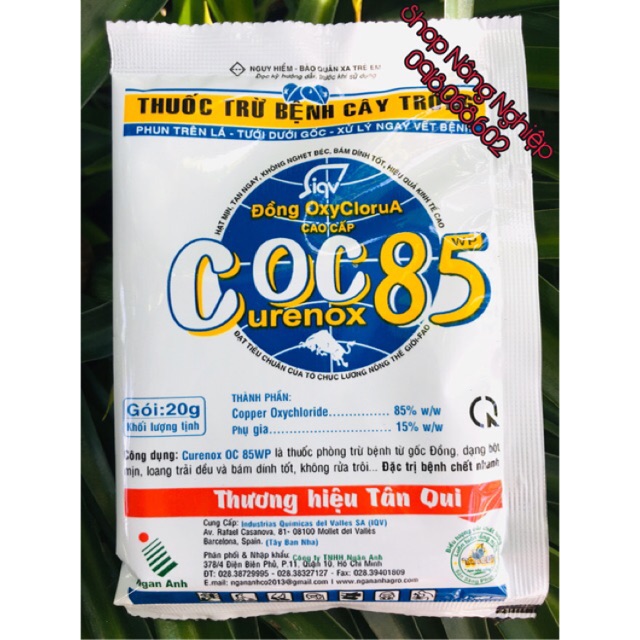 Shop Nông Nghiệp
0918068602
NGUY HIỂM - BẢO QUẢN XA TRẺ EM
Đọc kỹ hướng dẫn trước khi sử dụng
THUỐC TRỪ BỆNH CÂY
PHUN TRÊN LÁ - TƯỚI DƯỚI GỐC - XỬ LÝ NGAY VẾT BỆNH
HẠT MỊN, TAN NGAY, KHÔNG NGHẸT BÉC, BÁM DÍNH TỐT, HIỆU QUẢ KINH TẾ CAO
iqv
Đồng OxyCloruA
CAO CẤP
COC 85 WP
Curenox
ĐẠT TIÊU CHUẨN CỦA TỔ CHỨC LƯƠNG NÔNG THẾ GIỚI-FAO
Gói:20g
Khối lượng tịnh
THÀNH PHẦN:
Copper Oxychloride.................. 85% w/w
Phụ gia.................................... 15% w/w
Công dụng: Curenox OC 85WP là thuốc phòng trừ bệnh từ gốc Đồng, dạng bột
mịn, loang trải đều và bám dính tốt, không rửa trôi... Đặc trị bệnh chết nhanh
Thương hiệu Tân Qui
Cung Cấp: Industrias Quimicas del Valles SA (IQV)
Av. Rafael Casanova, 81- 08100 Mollet del Valles
Barcelona, Spain. (Tây Ban Nha)
Phân phối & Nhập khẩu: Công ty TNHH Ngân Anh
378/4 Điện Biên Phủ, P.11, Quận 10, Hồ Chí Minh
ĐT: 028.38729995 - 028.38327127 - Fax: 028.39401809
E.mail:ngananhco2013@gmail.com I www.ngananhagro.com
Ngan Anh